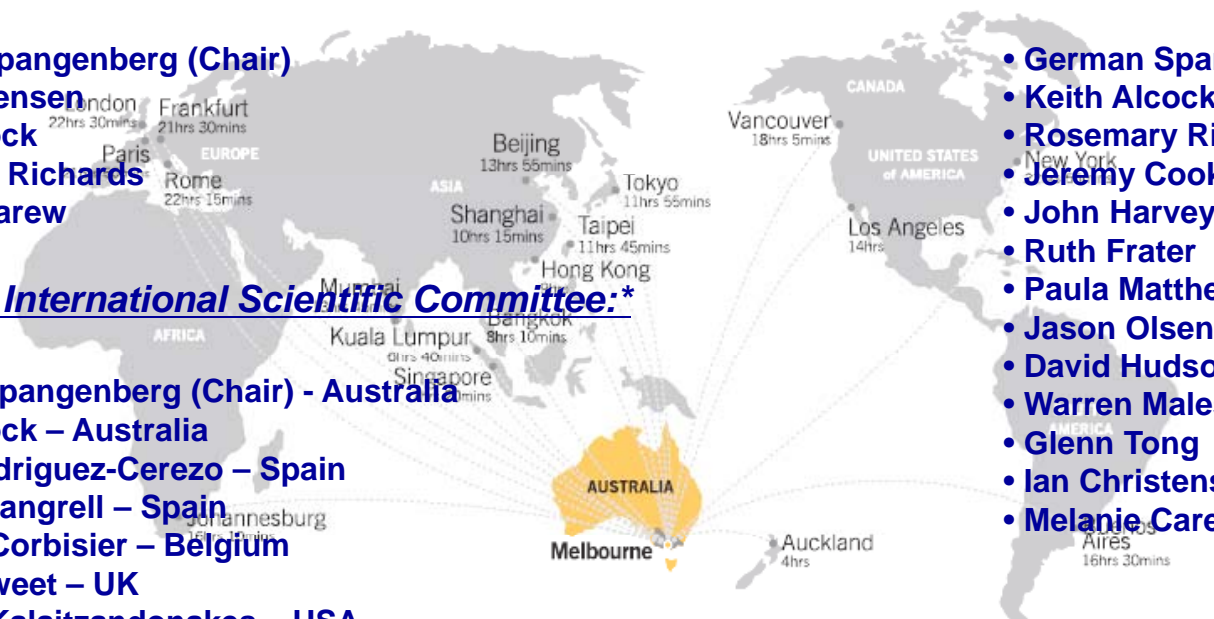 pangenberg (Chair)
ensen
ck
Richards
arew
International Scientific Committee:*
pangenberg (Chair) - Australia
ck – Australia
driguez-Cerezo – Spain
angrell – Spain
Corbisier – Belgium
weet – UK
• German Spa
• Keith Alcock
• Rosemary Ri
• Jeremy Cook
• John Harvey
• Ruth Frater
• Paula Matthe
• Jason Olsen
• David Hudso
• Warren Male
• Glenn Tong
• Ian Christens
• Melanie Care
London
22hrs 30mins
Frankfurt
21hrs 30mins
Paris
EUROPE
Rome
22hrs 15mins
ASIA
Beijing
13hrs 55mins
Tokyo
11hrs 55mins
Shanghai
10hrs 15mins
Taipei
11hrs 45mins
Hong Kong
Mumbai
Bangkok
8hrs 10mins
Kuala Lumpur
Singapore
AFRICA
Johannesburg
AUSTRALIA
Melbourne
Auckland
4hrs
CANADA
Vancouver
18hrs 5mins
UNITED STATES
of AMERICA
New York
Los Angeles
14hrs
AMERICA
Buenos
Aires
16hrs 30mins